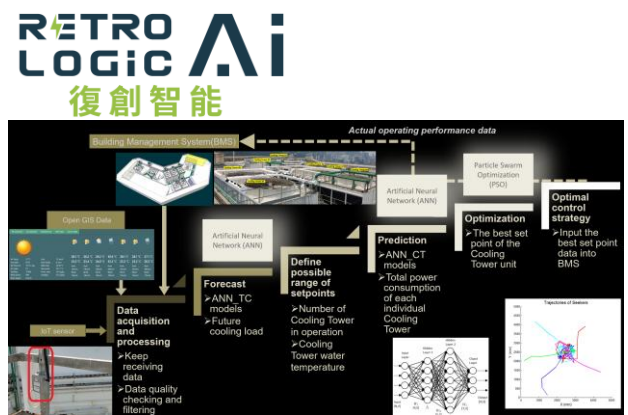 RETRO
LOGIC Ai
復創智能
Actual operating performance data
Building Management System(BMS)
Particle Swarm
Optimization
(PSO)
Artificial Neural
Network (ANN)
Optimal
control
strategy
➢Input the
best set
point data
into BMS
Optimization
➢The best set
point of the
Cooling
Tower unit
Open GIS Data
Artificial Neural
Network (ANN)
Prediction
➢ANN_CT
models
➢Total power
consumption
of each
individual
Cooling
Tower
Define
possible
range of
setpoints
➢Number of
Cooling Tower
in operation
➢Cooling
Tower water
temperature
Forecast
➢ANN_TC
models
➢Future
cooling load
Data
acquisition
and
processing
➢Keep
receiving
data
➢Data quality
checking and
filtering
IoT sensor
Trajectories of Sensors